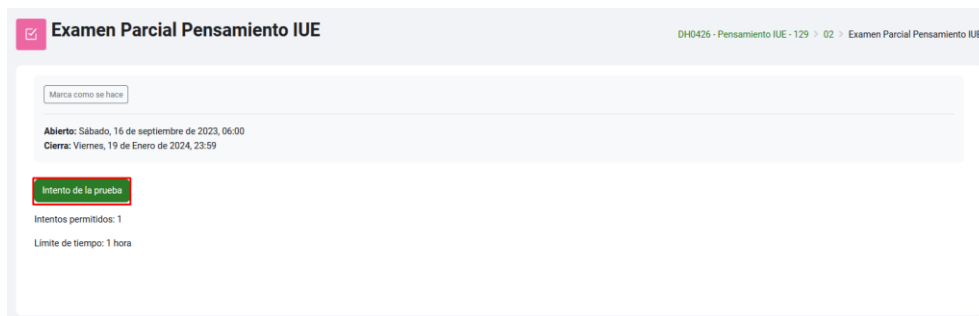 Examen Parcial Pensamiento IUE
DH0426 - Pensamiento IUE - 129 > 02 > Examen Parcial Pensamiento IUE
Marca como se hace
Abierto: Sábado, 16 de septiembre de 2023, 06:00
Cierra: Viernes, 19 de Enero de 2024, 23:59
Intento de la prueba
Intentos permitidos: 1
Límite de tiempo: 1 hora